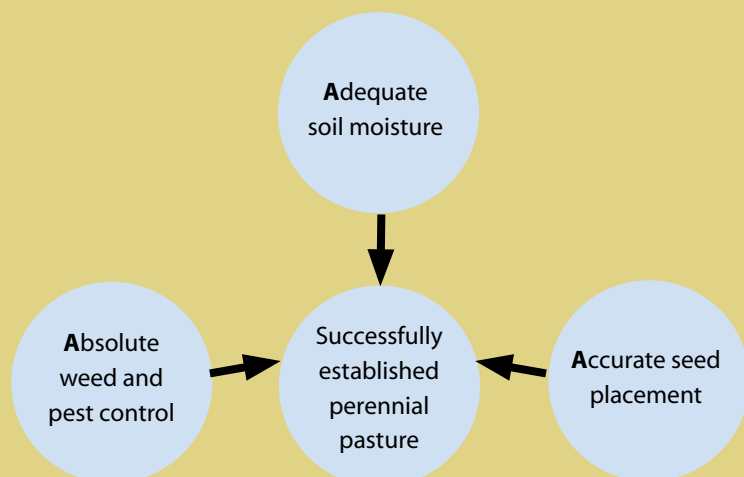 Adequate
soil moisture
Absolute
weed and
pest control
Successfully
established
perennial
pasture
Accurate seed
placement